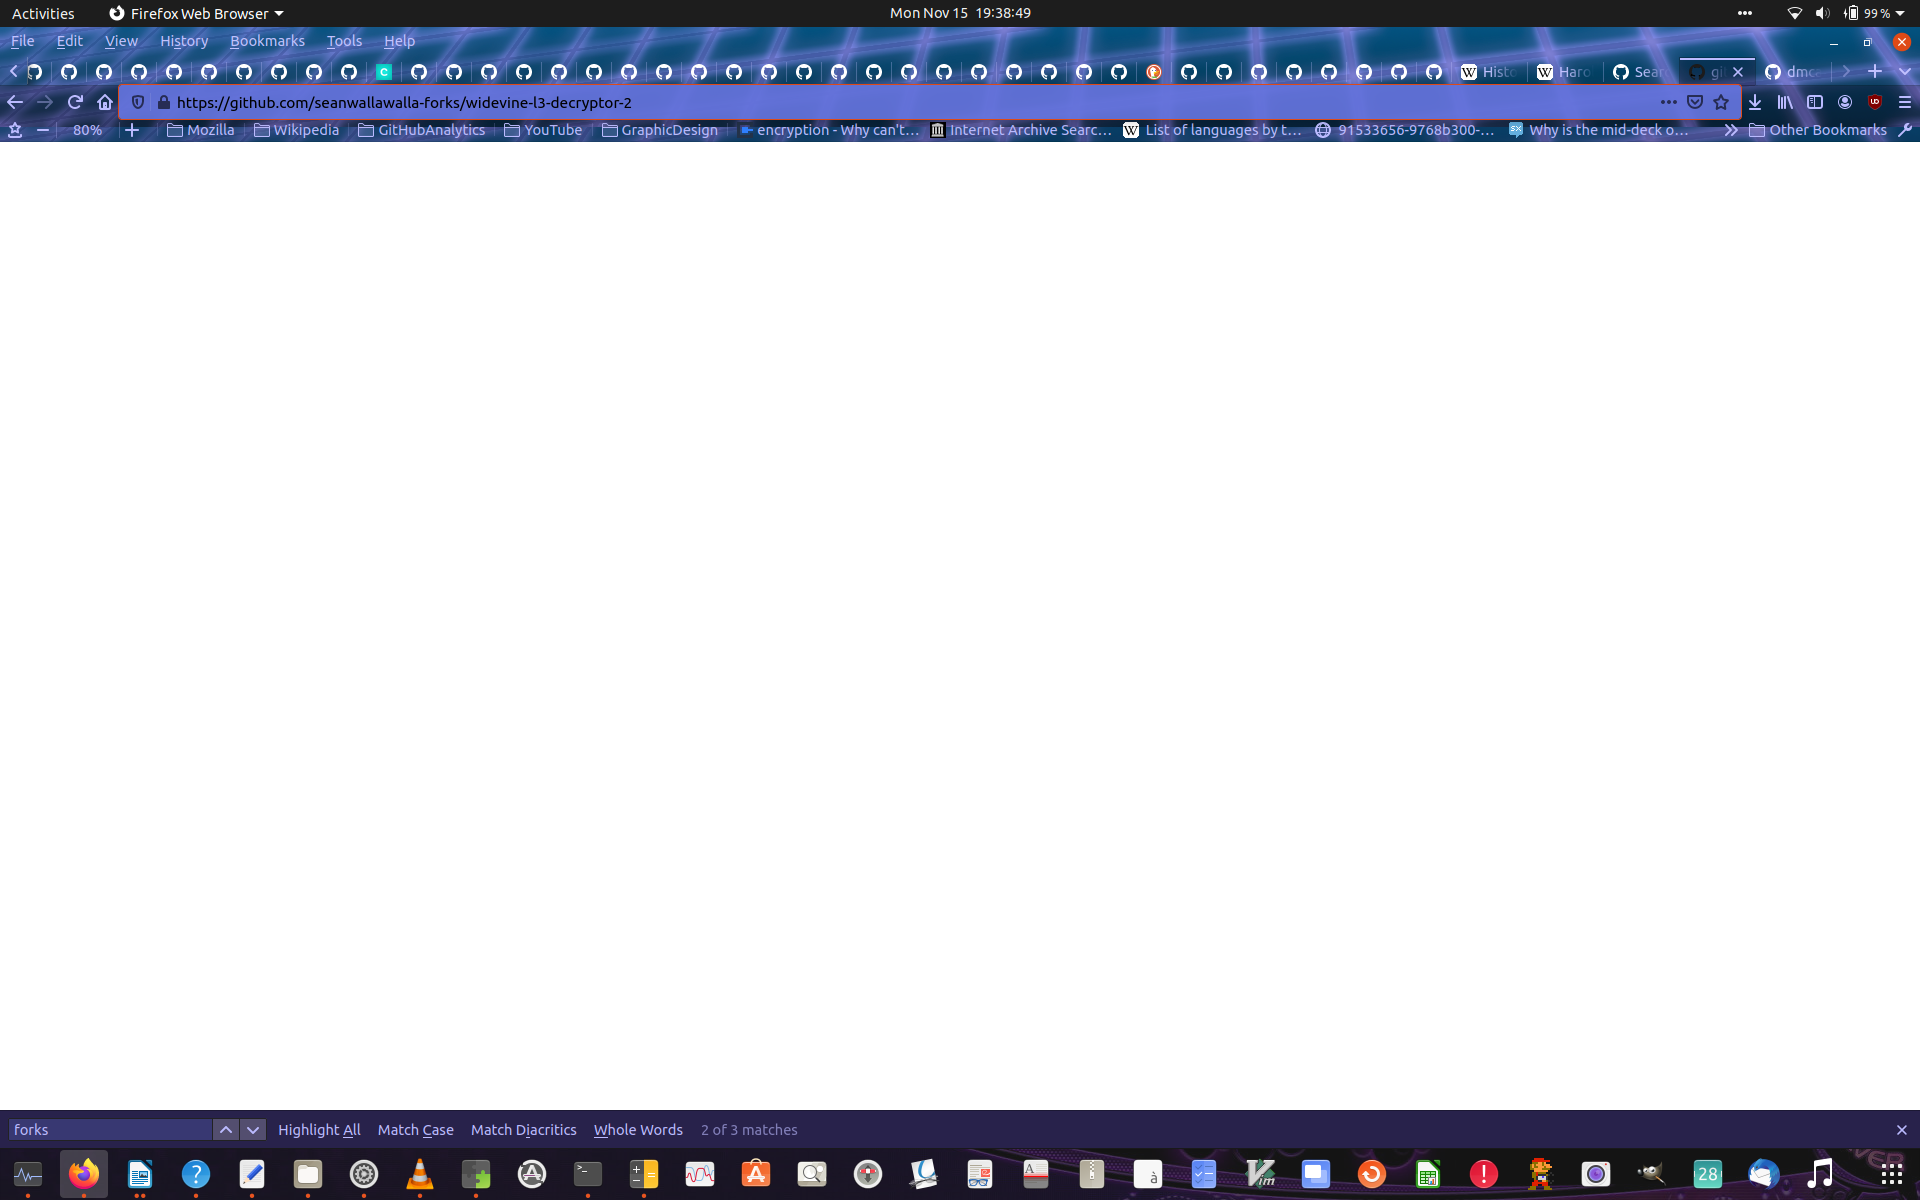 Activities Firefox Web Browser Mon Nov 15 19:38:49 99 %
File Edit View History Bookmarks Tools Help
C W Histo W Haro Sear gi dmc
https://github.com/seanwallawalla-forks/widevine-l3-decryptor-2
80% Mozilla Wikipedia GitHubAnalytics YouTube GraphicDesign encryption - Why can't… Internet Archive Searc… W List of languages by t… 91533656-9768b300-… Why is the mid-deck o… Other Bookmarks
forks Highlight All Match Case Match Diacritics Whole Words 2 of 3 matches
28